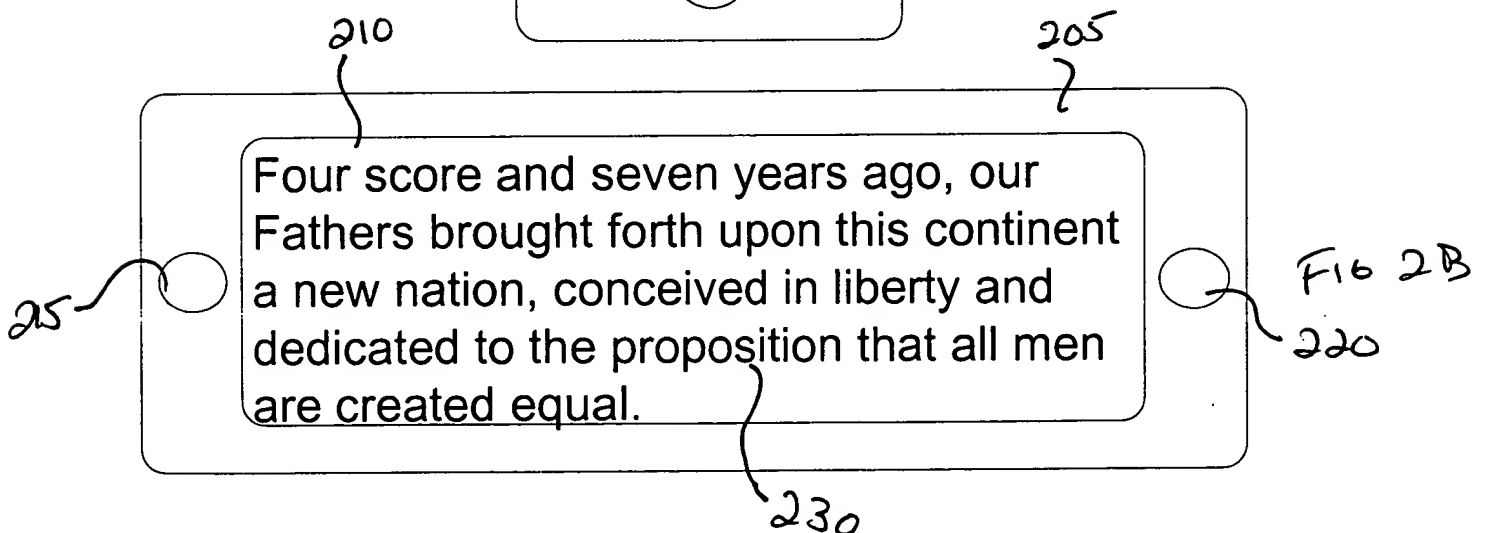 210
205
Four score and seven years ago, our
Fathers brought forth upon this continent
a new nation, conceived in liberty and
dedicated to the proposition that all men
are created equal.
215
FIG 2B
220
230